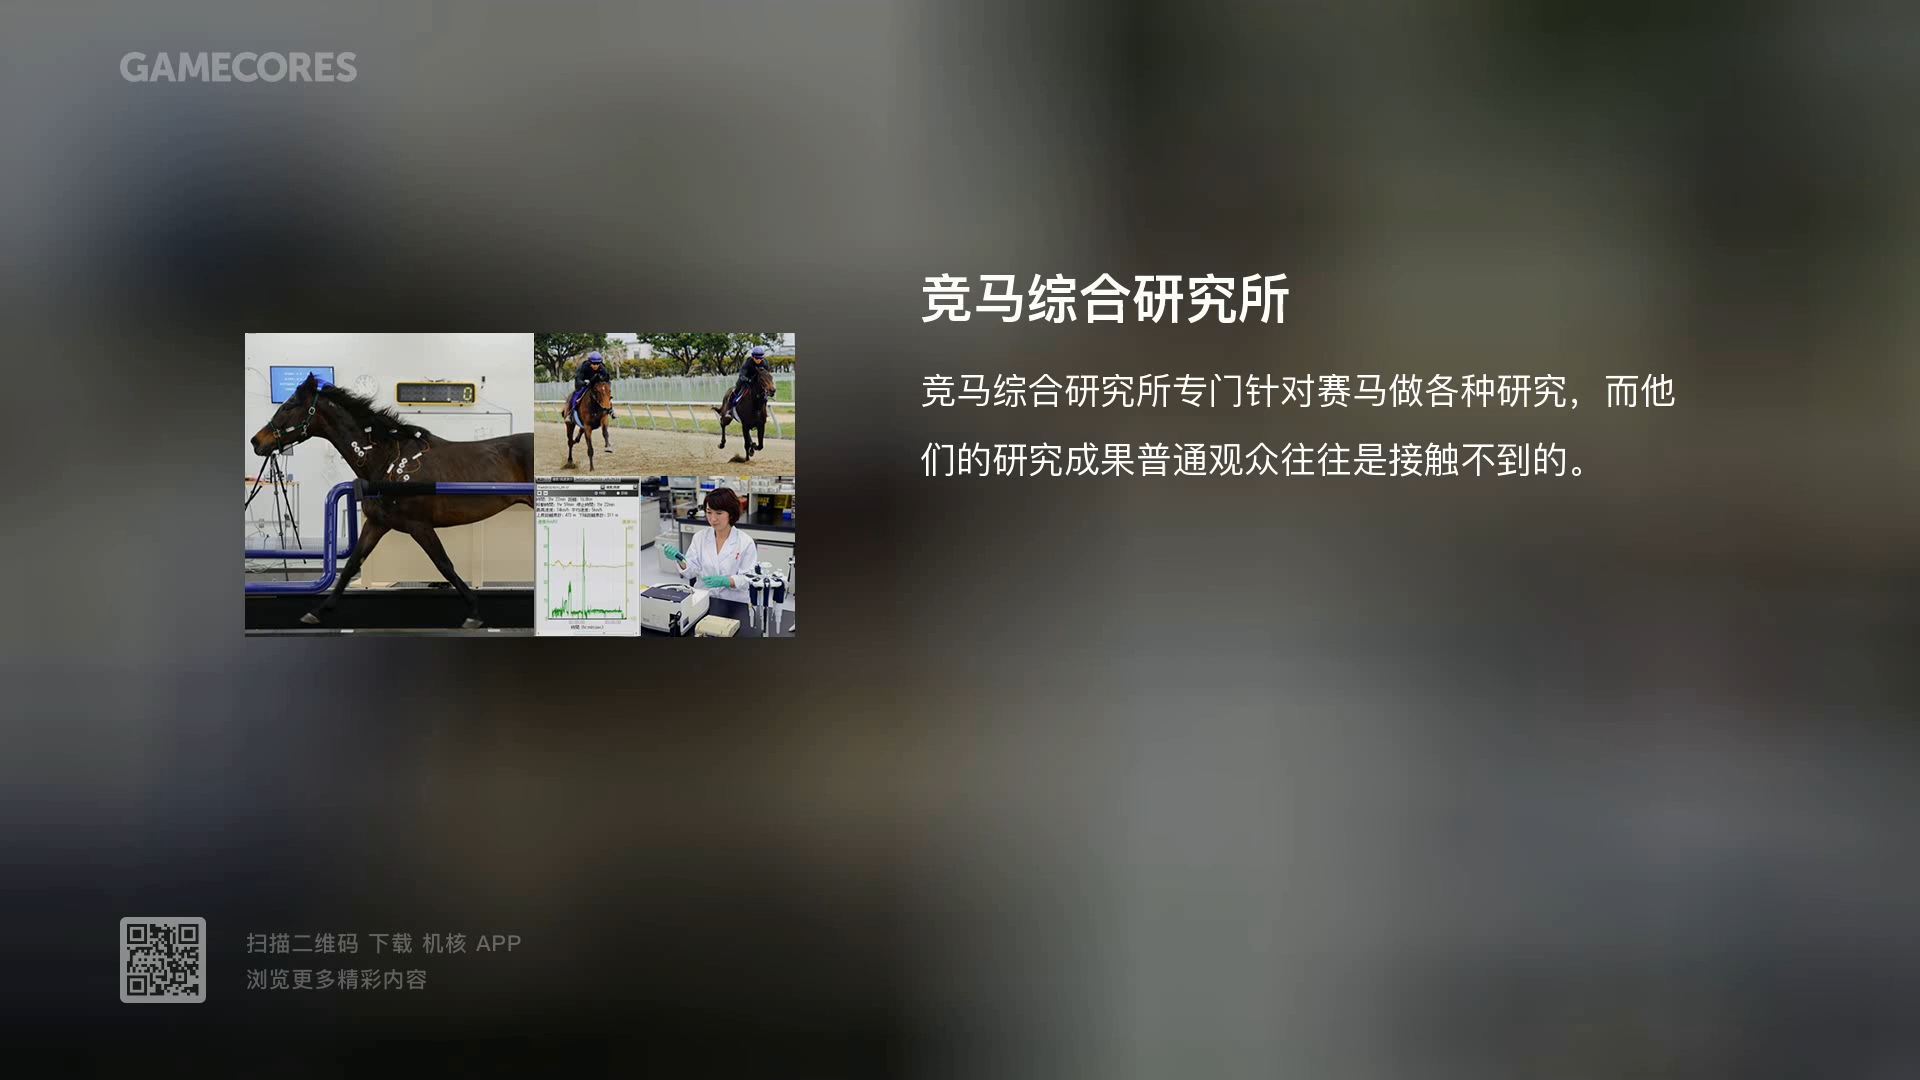 GAMECORES
竞马综合研究所
竞马综合研究所专门针对赛马做各种研究，而他
们的研究成果普通观众往往是接触不到的。
扫描二维码 下载 机核 APP
浏览更多精彩内容